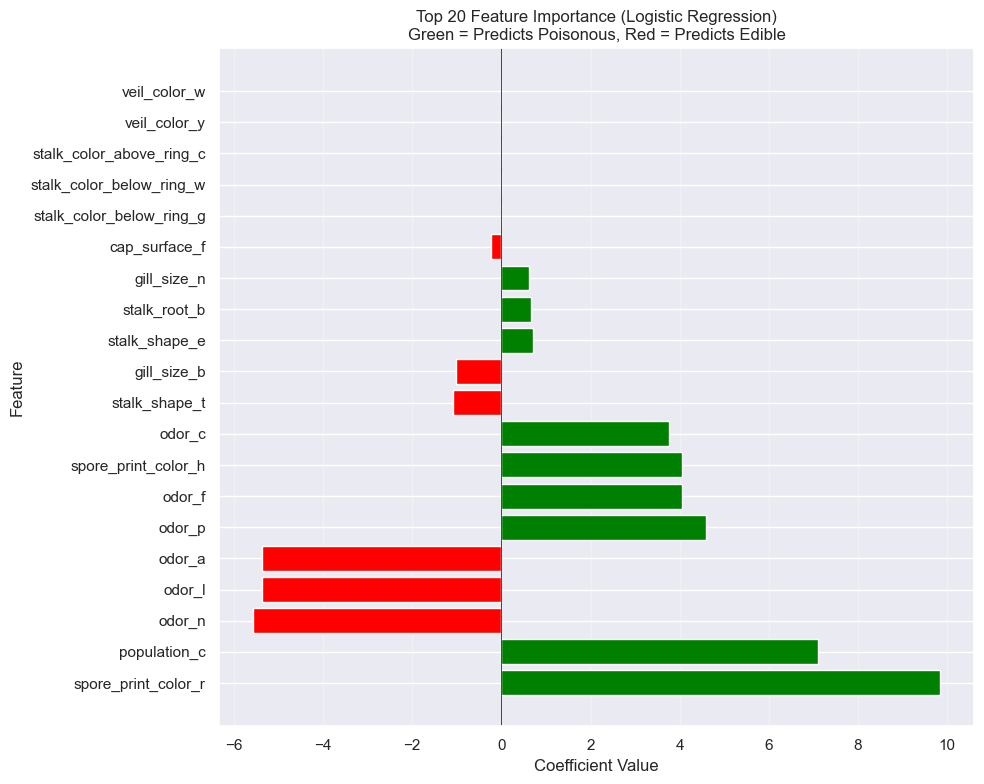 Top 20 Feature Importance (Logistic Regression)
Green = Predicts Poisonous, Red = Predicts Edible
Feature
veil_color_w
veil_color_y
stalk_color_above_ring_c
stalk_color_below_ring_w
stalk_color_below_ring_g
cap_surface_f
gill_size_n
stalk_root_b
stalk_shape_e
gill_size_b
stalk_shape_t
odor_c
spore_print_color_h
odor_f
odor_p
odor_a
odor_l
odor_n
population_c
spore_print_color_r
−6 −4 −2 0 2 4 6 8 10
Coefficient Value